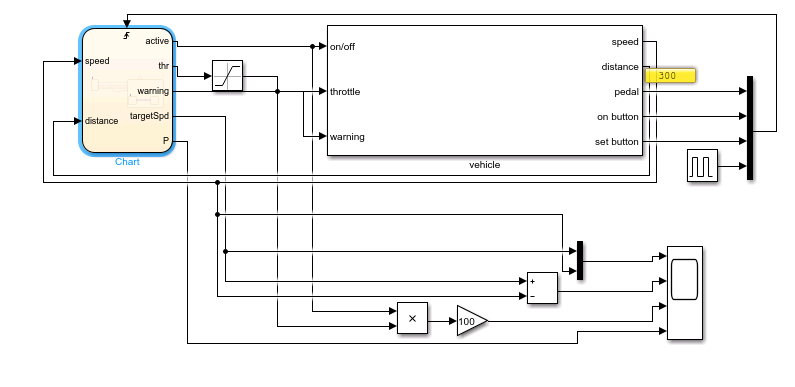 active
thr
warning
targetSpd
P
speed
distance
Chart
on/off
throttle
warning
speed
distance
pedal
on button
set button
vehicle
300
+
−
×
100